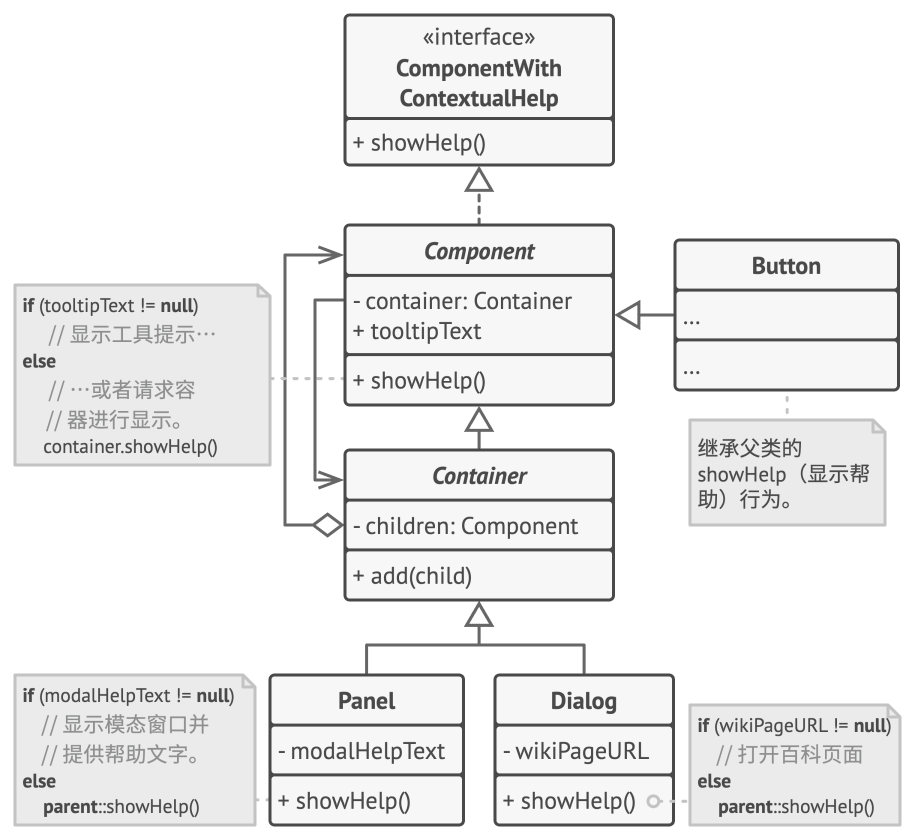 «interface»
ComponentWith
ContextualHelp
+ showHelp()
Component
- container: Container
+ tooltipText
+ showHelp()
Button
...
...
if (tooltipText != null)
// 显示工具提示…
else
// …或者请求容
// 器进行显示。
container.showHelp()
继承父类的
showHelp（显示帮
助）行为。
Container
- children: Component
+ add(child)
if (modalHelpText != null)
// 显示模态窗口并
// 提供帮助文字。
else
parent::showHelp()
Panel
- modalHelpText
+ showHelp()
Dialog
- wikiPageURL
+ showHelp()
if (wikiPageURL != null)
// 打开百科页面
else
parent::showHelp()